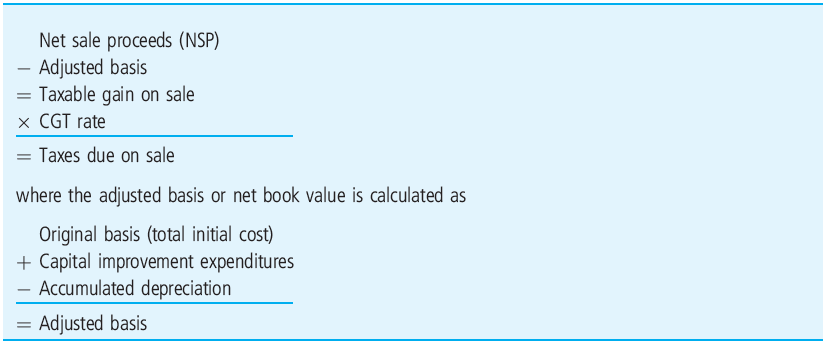 Net sale proceeds (NSP)
− Adjusted basis
= Taxable gain on sale
× CGT rate
= Taxes due on sale
where the adjusted basis or net book value is calculated as
Original basis (total initial cost)
+ Capital improvement expenditures
− Accumulated depreciation
= Adjusted basis